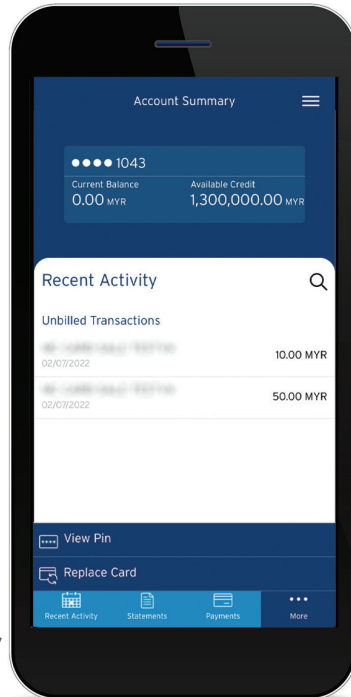 Account Summary
●●●● 1043
Current Balance Available Credit
0.00 MYR 1,300,000.00 MYR
Recent Activity
Unbilled Transactions
10.00 MYR
02/07/2022
50.00 MYR
02/07/2022
View Pin
Replace Card
Recent Activity Statements Payments More